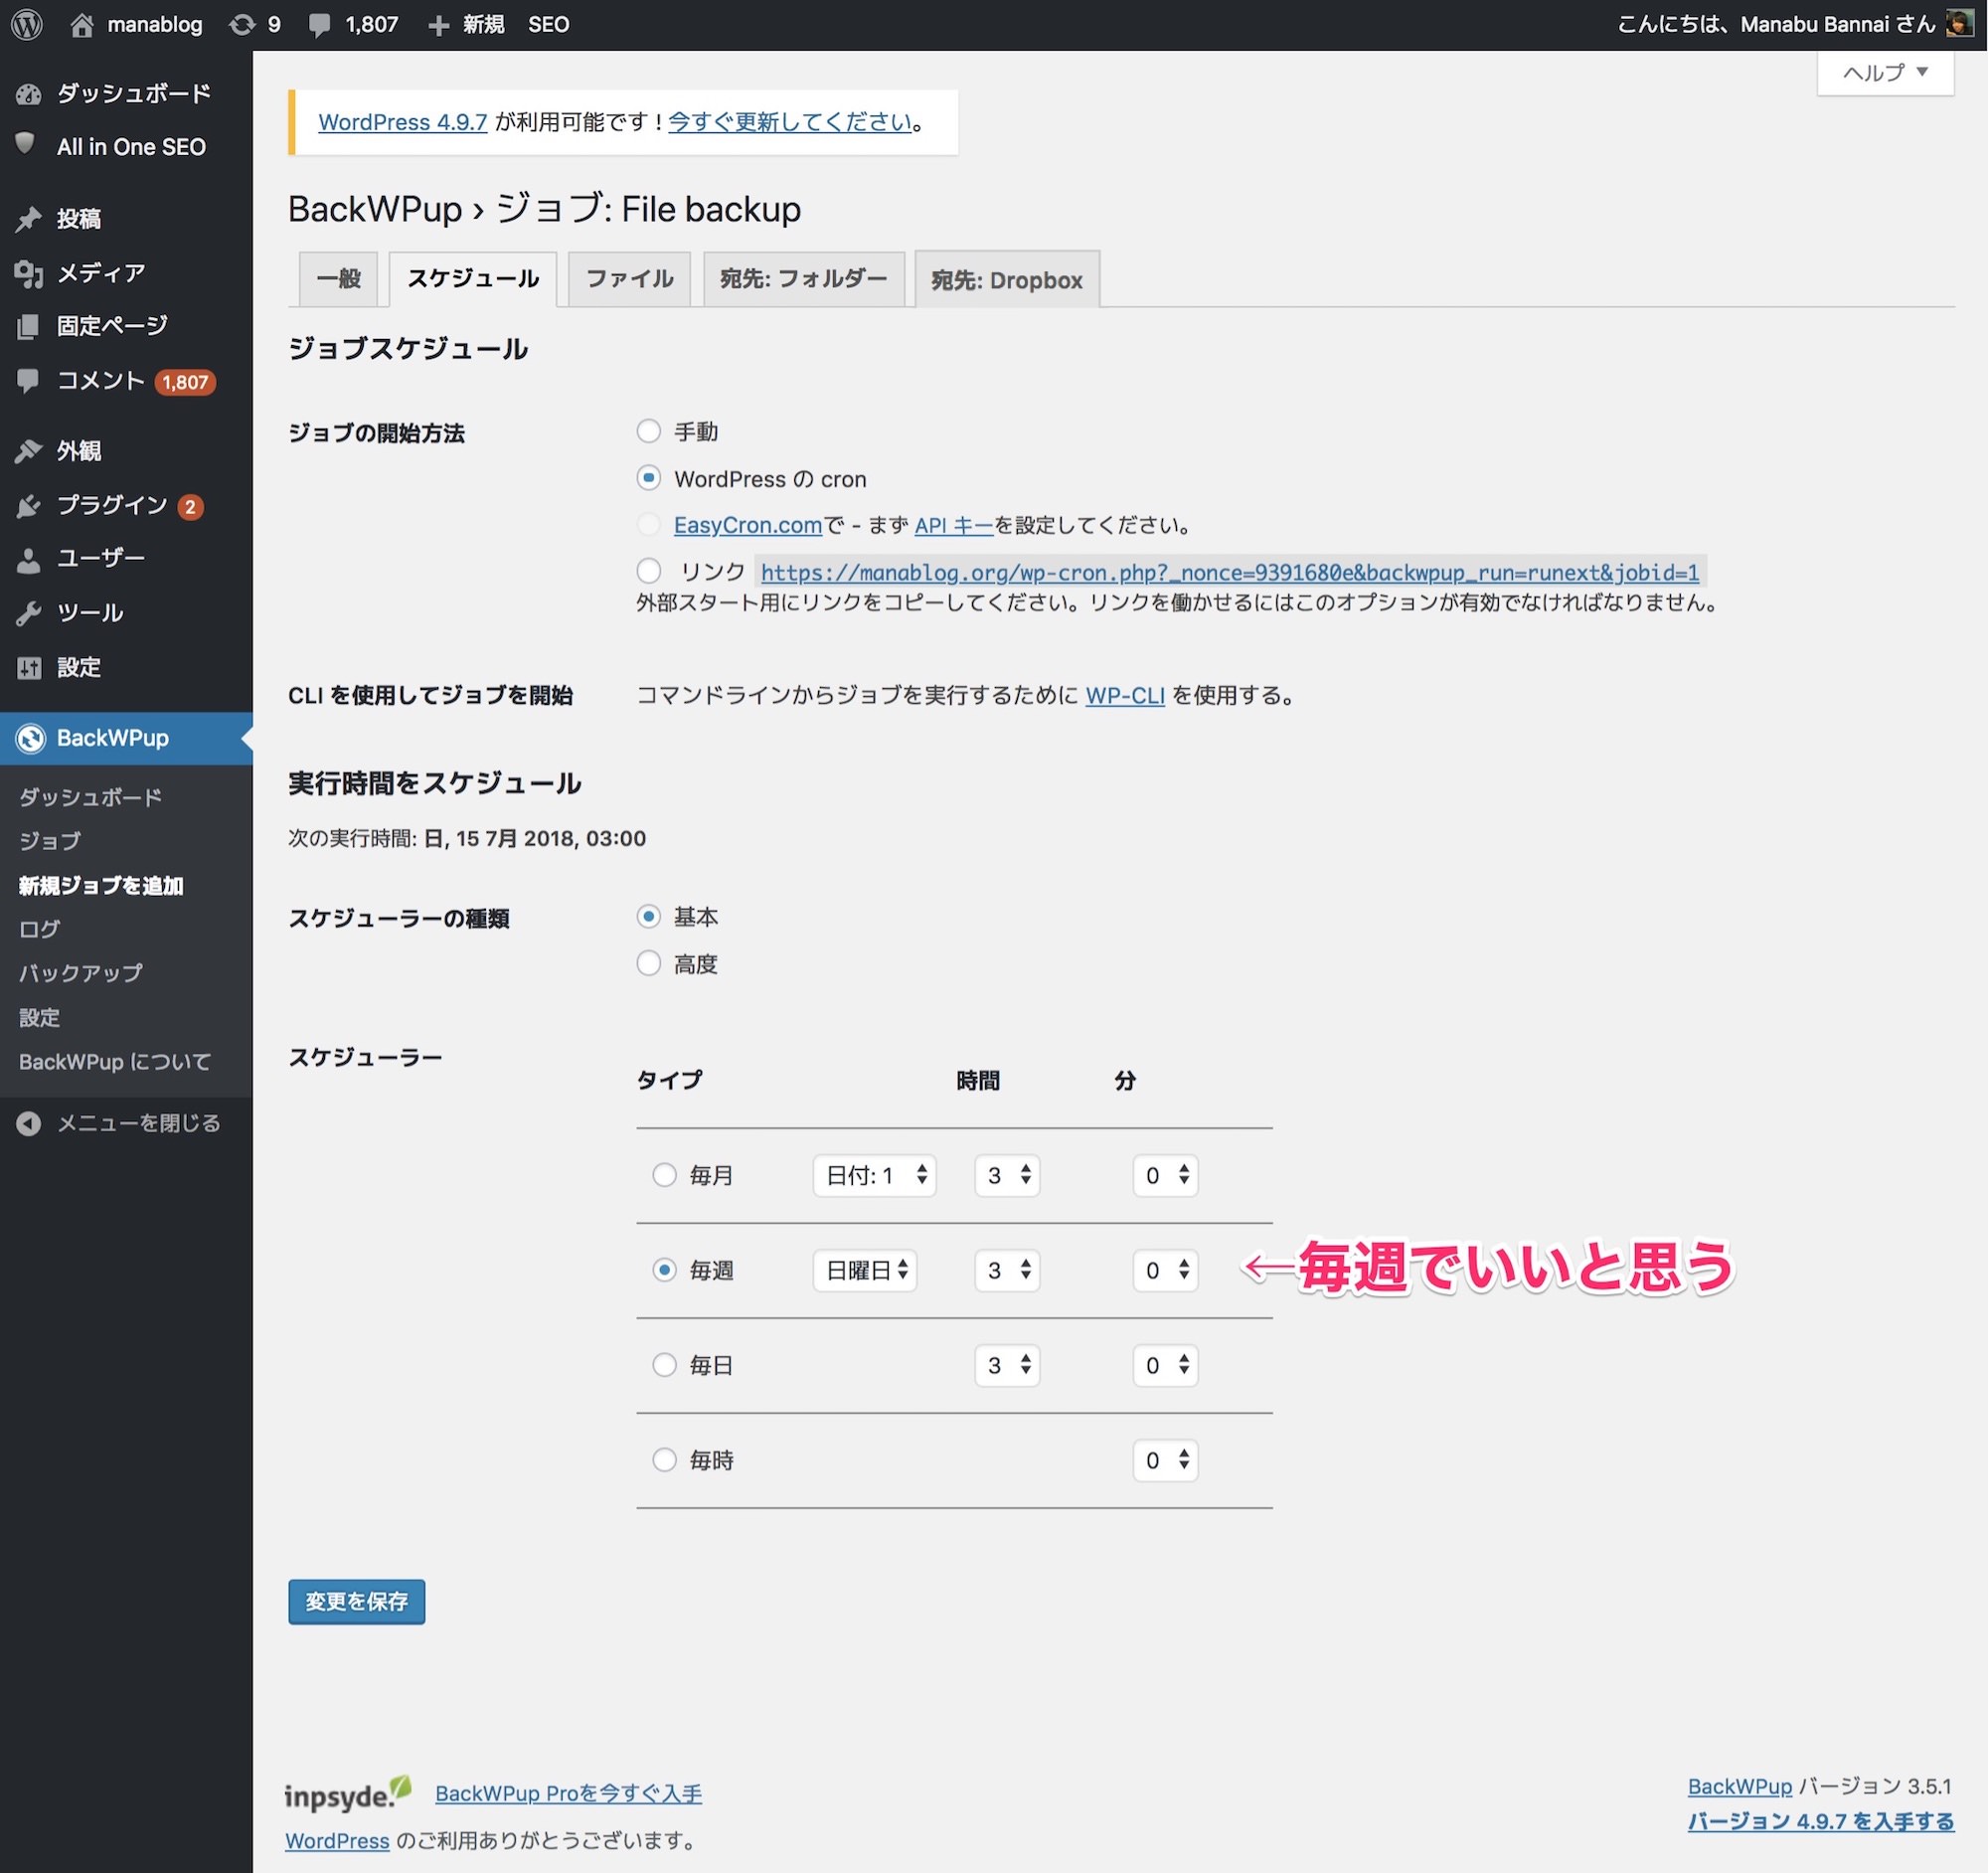 manablog 9 1,807 新規 SEO こんにちは、Manabu Bannai さん
ヘルプ
ダッシュボード
All in One SEO
投稿
メディア
固定ページ
コメント 1,807
外観
プラグイン 2
ユーザー
ツール
設定
BackWPup
ダッシュボード
ジョブ
新規ジョブを追加
ログ
バックアップ
設定
BackWPup について
メニューを閉じる
WordPress 4.9.7 が利用可能です ! 今すぐ更新してください。
BackWPup › ジョブ: File backup
一般 スケジュール ファイル 宛先: フォルダー 宛先: Dropbox
ジョブスケジュール
ジョブの開始方法
手動
WordPress の cron
EasyCron.comで - まず API キーを設定してください。
リンク https://manablog.org/wp-cron.php?_nonce=9391680e&backwpup_run=runext&jobid=1
外部スタート用にリンクをコピーしてください。リンクを働かせるにはこのオプションが有効でなければなりません。
CLI を使用してジョブを開始 コマンドラインからジョブを実行するために WP-CLI を使用する。
実行時間をスケジュール
次の実行時間: 日, 15 7月 2018, 03:00
スケジューラーの種類
基本
高度
スケジューラー
タイプ 時間 分
毎月 日付: 1 3 0
毎週 日曜日 3 0 ←毎週でいいと思う
毎日 3 0
毎時 0
変更を保存
inpsyde. BackWPup Proを今すぐ入手
WordPress のご利用ありがとうございます。
BackWPup バージョン 3.5.1
バージョン 4.9.7 を入手する